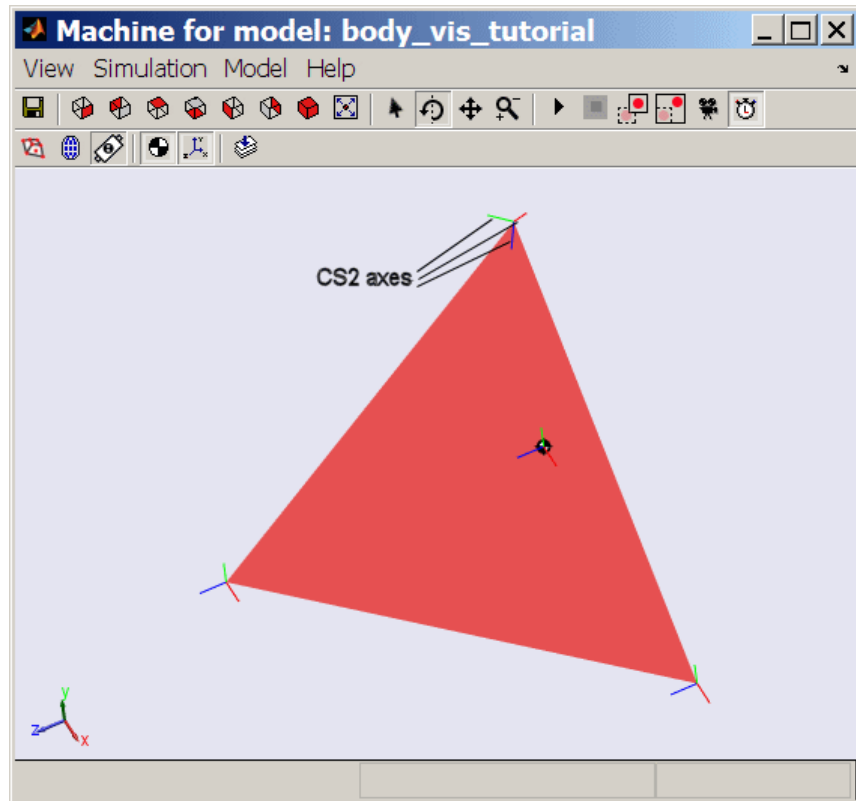 Machine for model: body_vis_tutorial
View Simulation Model Help
CS2 axes
y
z
x